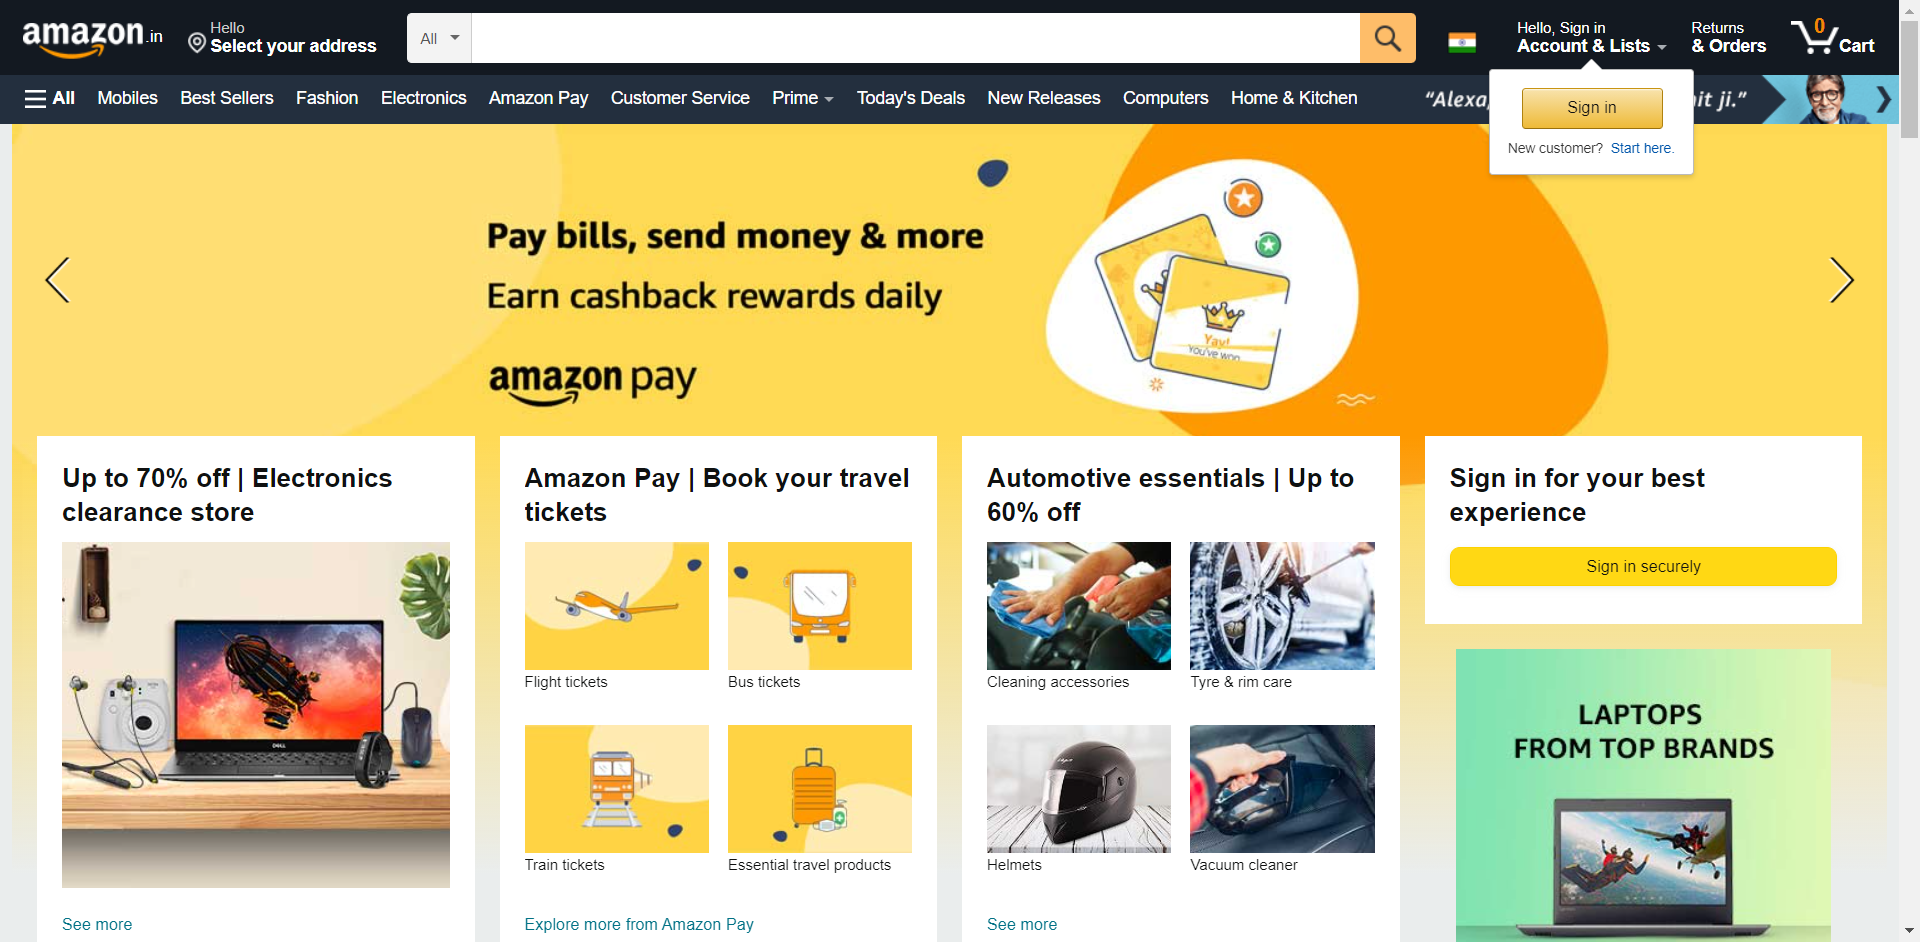 amazon.in
Hello
Select your address
All
Hello, Sign in
Account & Lists
Returns
& Orders
0
Cart
All
Mobiles
Best Sellers
Fashion
Electronics
Amazon Pay
Customer Service
Prime
Today's Deals
New Releases
Computers
Home & Kitchen
“Alexa,
ji.”
Sign in
New customer? Start here.
Pay bills, send money & more
Earn cashback rewards daily
amazon pay
Yay!
You've won
Up to 70% off | Electronics
clearance store
DELL
See more
Amazon Pay | Book your travel
tickets
Flight tickets
Bus tickets
Train tickets
Essential travel products
Explore more from Amazon Pay
Automotive essentials | Up to
60% off
Cleaning accessories
Tyre & rim care
Helmets
Vacuum cleaner
See more
Sign in for your best
experience
Sign in securely
LAPTOPS
FROM TOP BRANDS